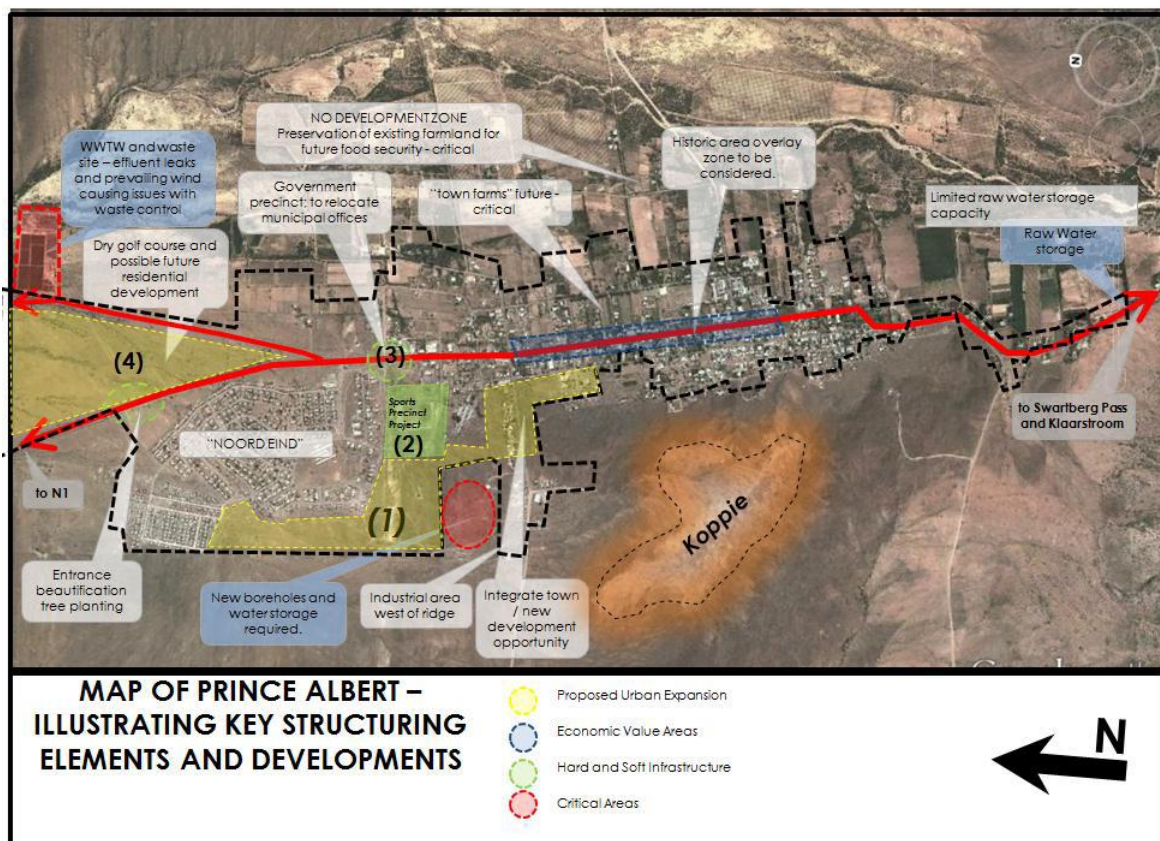 N
NO DEVELOPMENT ZONE
Preservation of existing farmland for
future food security - critical
WWTW and waste
site – effluent leaks
and prevailing wind
causing issues with
waste control
Historic area overlay
zone to be
considered.
Government
precinct: to relocate
municipal offices
"town farms" future -
critical
Limited raw water storage
capacity
Raw Water
storage
Dry golf course and
possible future
residential
development
(4)
(3)
Sports
Precinct
Project
(2)
"NOORD EIND"
to Swartberg Pass
and Klaarstroom
to N1
(1)
Koppie
Entrance
beautification
tree planting
New boreholes and
water storage
required.
Industrial area
west of ridge
Integrate town
/ new
development
opportunity
MAP OF PRINCE ALBERT –
ILLUSTRATING KEY STRUCTURING
ELEMENTS AND DEVELOPMENTS
Proposed Urban Expansion
Economic Value Areas
Hard and Soft Infrastructure
Critical Areas
N